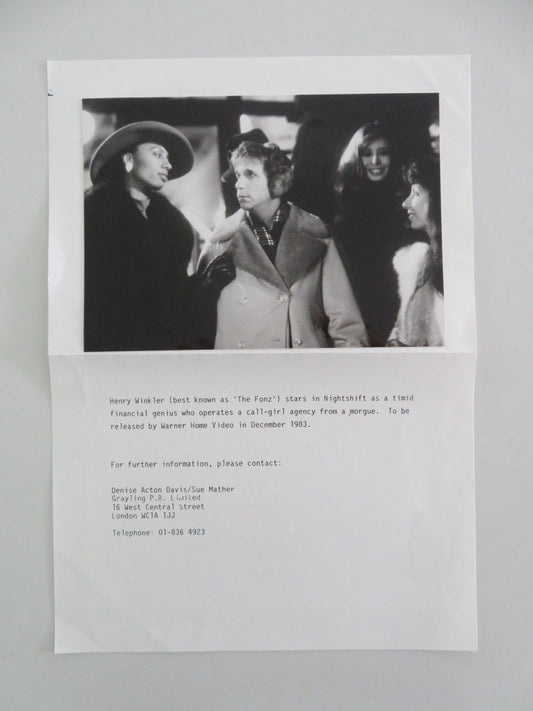 Henry Winkler (best known as 'The Fonz') stars in Nightshift as a timid
financial genius who operates a call-girl agency from a morgue. To be
released by Warner Home Video in December 1983.
For further information, please contact:
Denise Acton Davis/Sue Mather
Grayling P.R. Limited
16 West Central Street
London WC1A 1JJ
Telephone: 01-836 4923